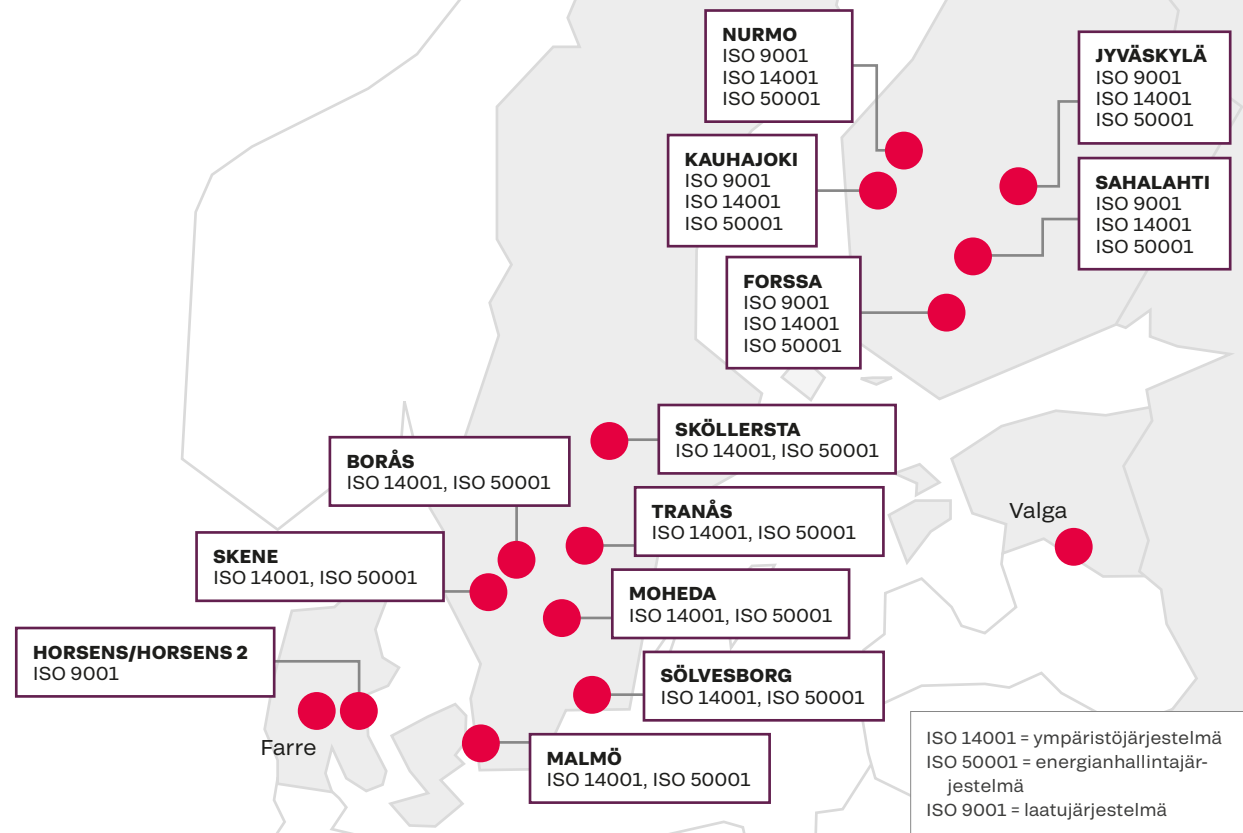 NURMO
ISO 9001
ISO 14001
ISO 50001
JYVÄSKYLÄ
ISO 9001
ISO 14001
ISO 50001
KAUHAJOKI
ISO 9001
ISO 14001
ISO 50001
SAHALAHTI
ISO 9001
ISO 14001
ISO 50001
FORSSA
ISO 9001
ISO 14001
ISO 50001
SKÖLLERSTA
ISO 14001, ISO 50001
BORÅS
ISO 14001, ISO 50001
TRANÅS
ISO 14001, ISO 50001
Valga
SKENE
ISO 14001, ISO 50001
MOHEDA
ISO 14001, ISO 50001
HORSENS/HORSENS 2
ISO 9001
SÖLVESBORG
ISO 14001, ISO 50001
Farre
MALMÖ
ISO 14001, ISO 50001
ISO 14001 = ympäristöjärjestelmä
ISO 50001 = energianhallintajär-
jestelmä
ISO 9001 = laatujärjestelmä